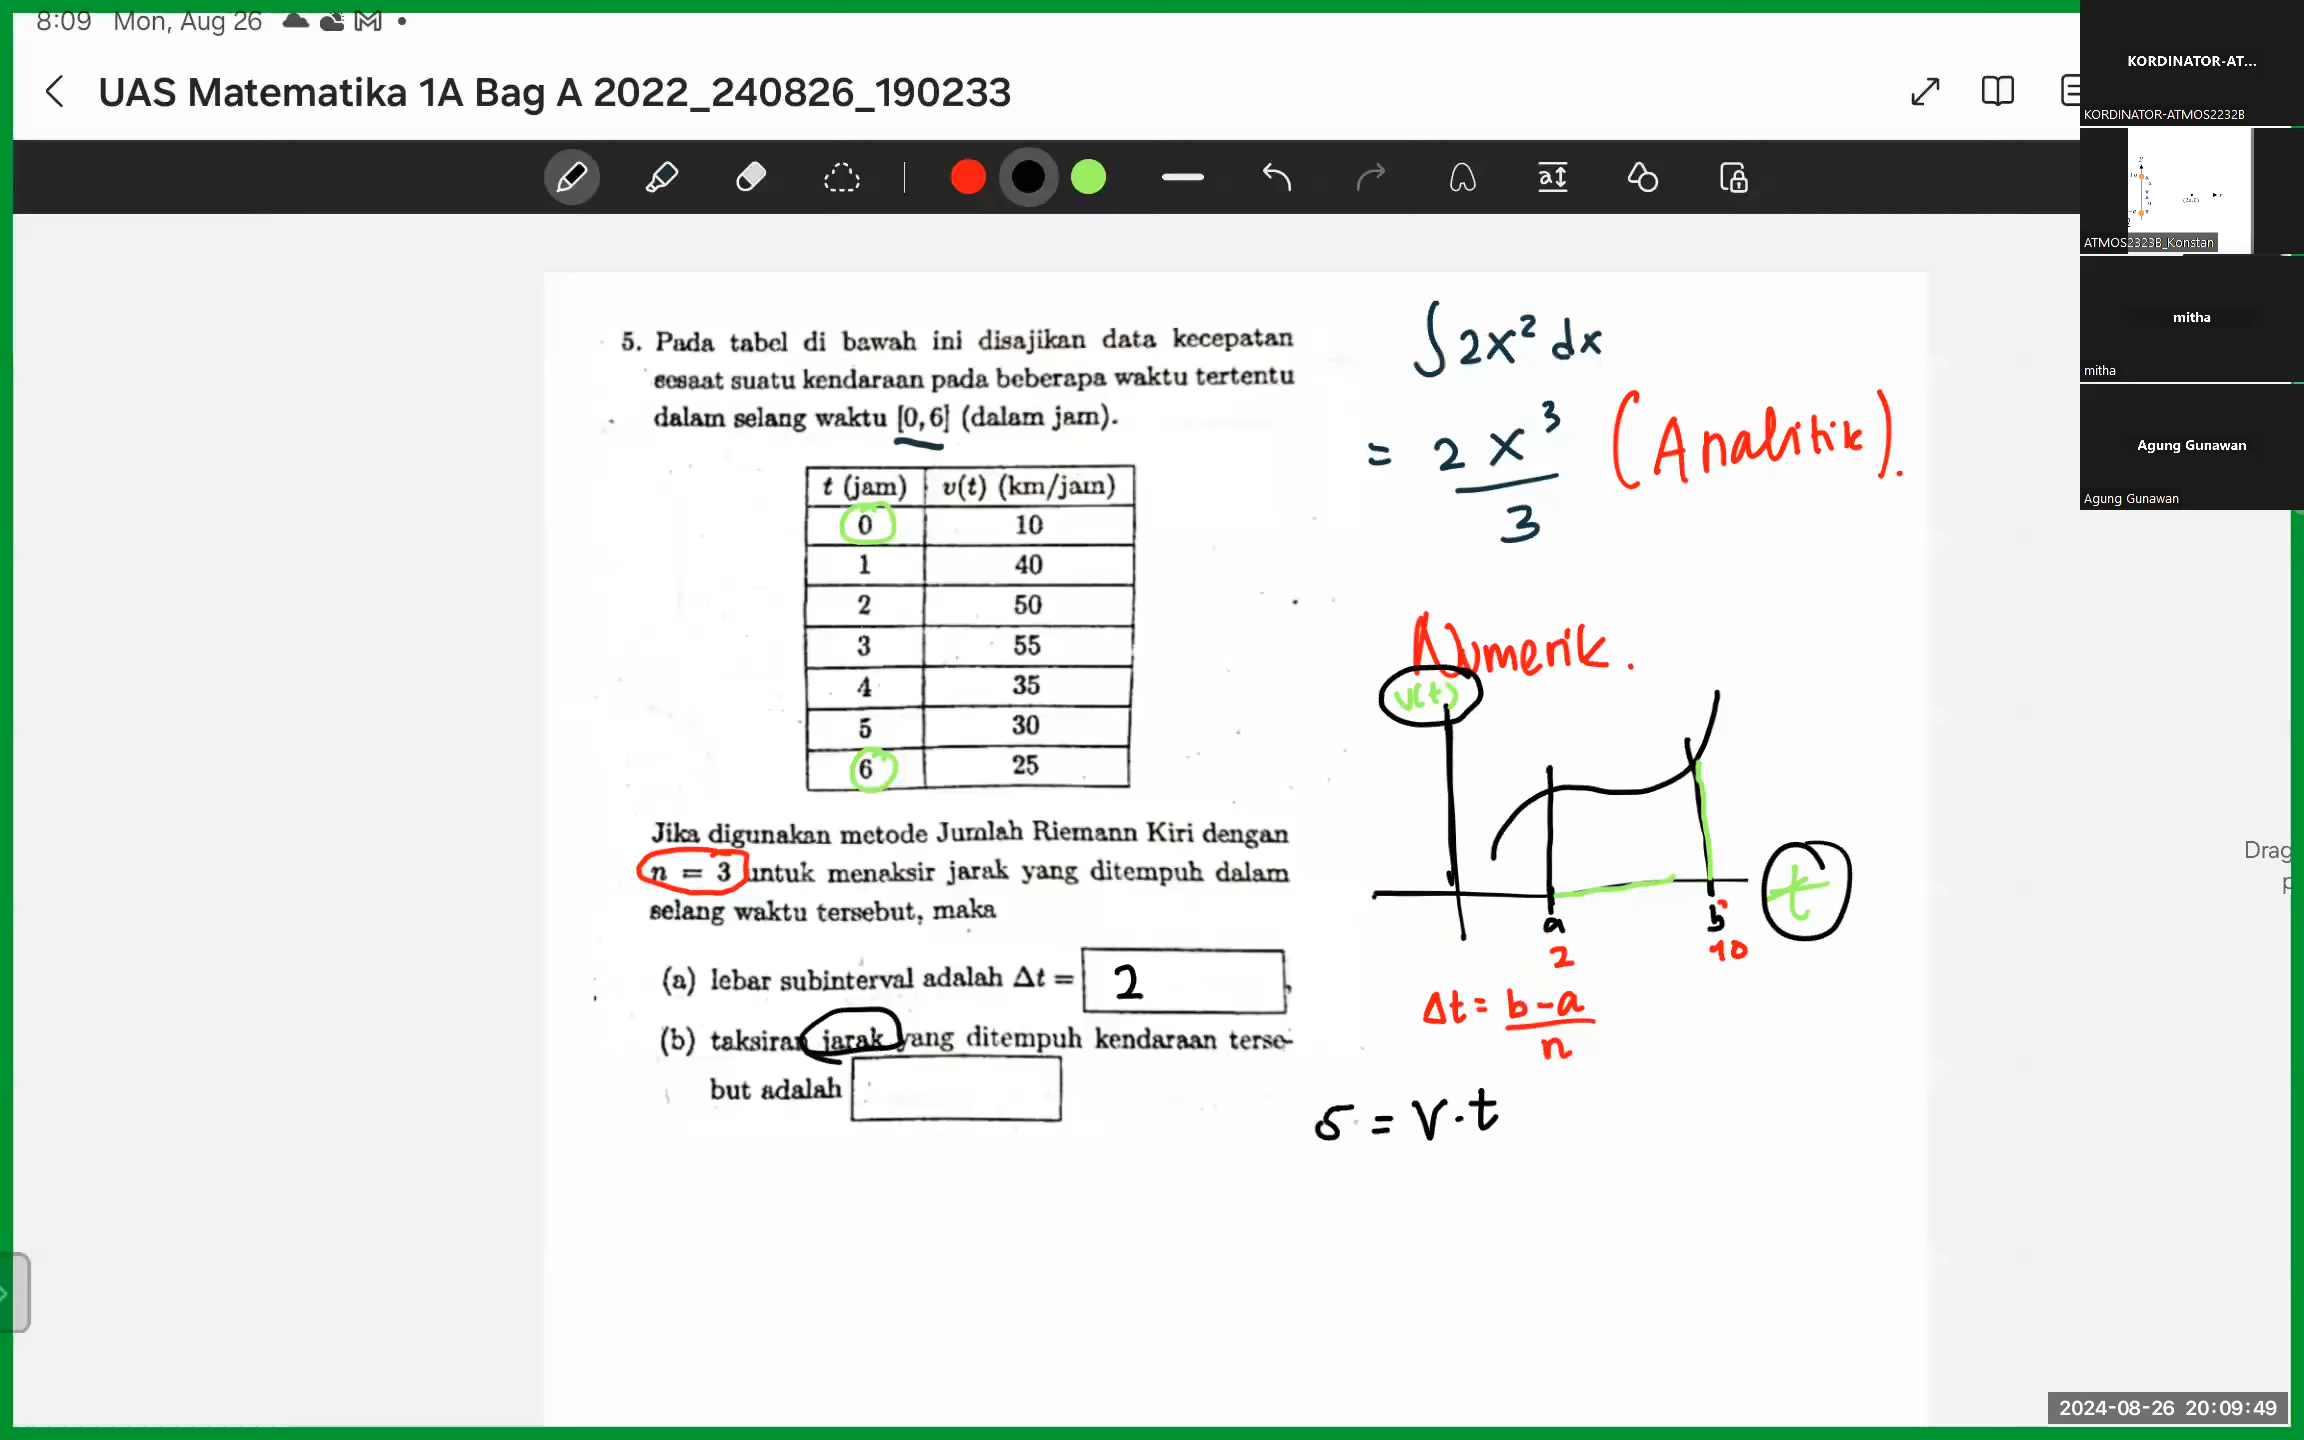 8:09 Mon, Aug 26
UAS Matematika 1A Bag A 2022_240826_190233
5. Pada tabel di bawah ini disajikan data kecepatan
sesaat suatu kendaraan pada beberapa waktu tertentu
dalam selang waktu [0, 6] (dalam jam).
t (jam) v(t) (km/jam)
0 10
1 40
2 50
3 55
4 35
5 30
6 25
Jika digunakan metode Jumlah Riemann Kiri dengan
n = 3 untuk menaksir jarak yang ditempuh dalam
selang waktu tersebut, maka
(a) lebar subinterval adalah Δt = 2,
(b) taksiran jarak yang ditempuh kendaraan terse-
but adalah
∫ 2x² dx
= 2x³/3 (Analitik).
Numerik.
v(t)
t
a b
2 10
Δt = b-a/n
s = v.t
KORDINATOR-AT...
KORDINATOR-ATMOS2232B
ATMOS2323B_Konstan
mitha
mitha
Agung Gunawan
Agung Gunawan
Drag
2024-08-26 20:09:49